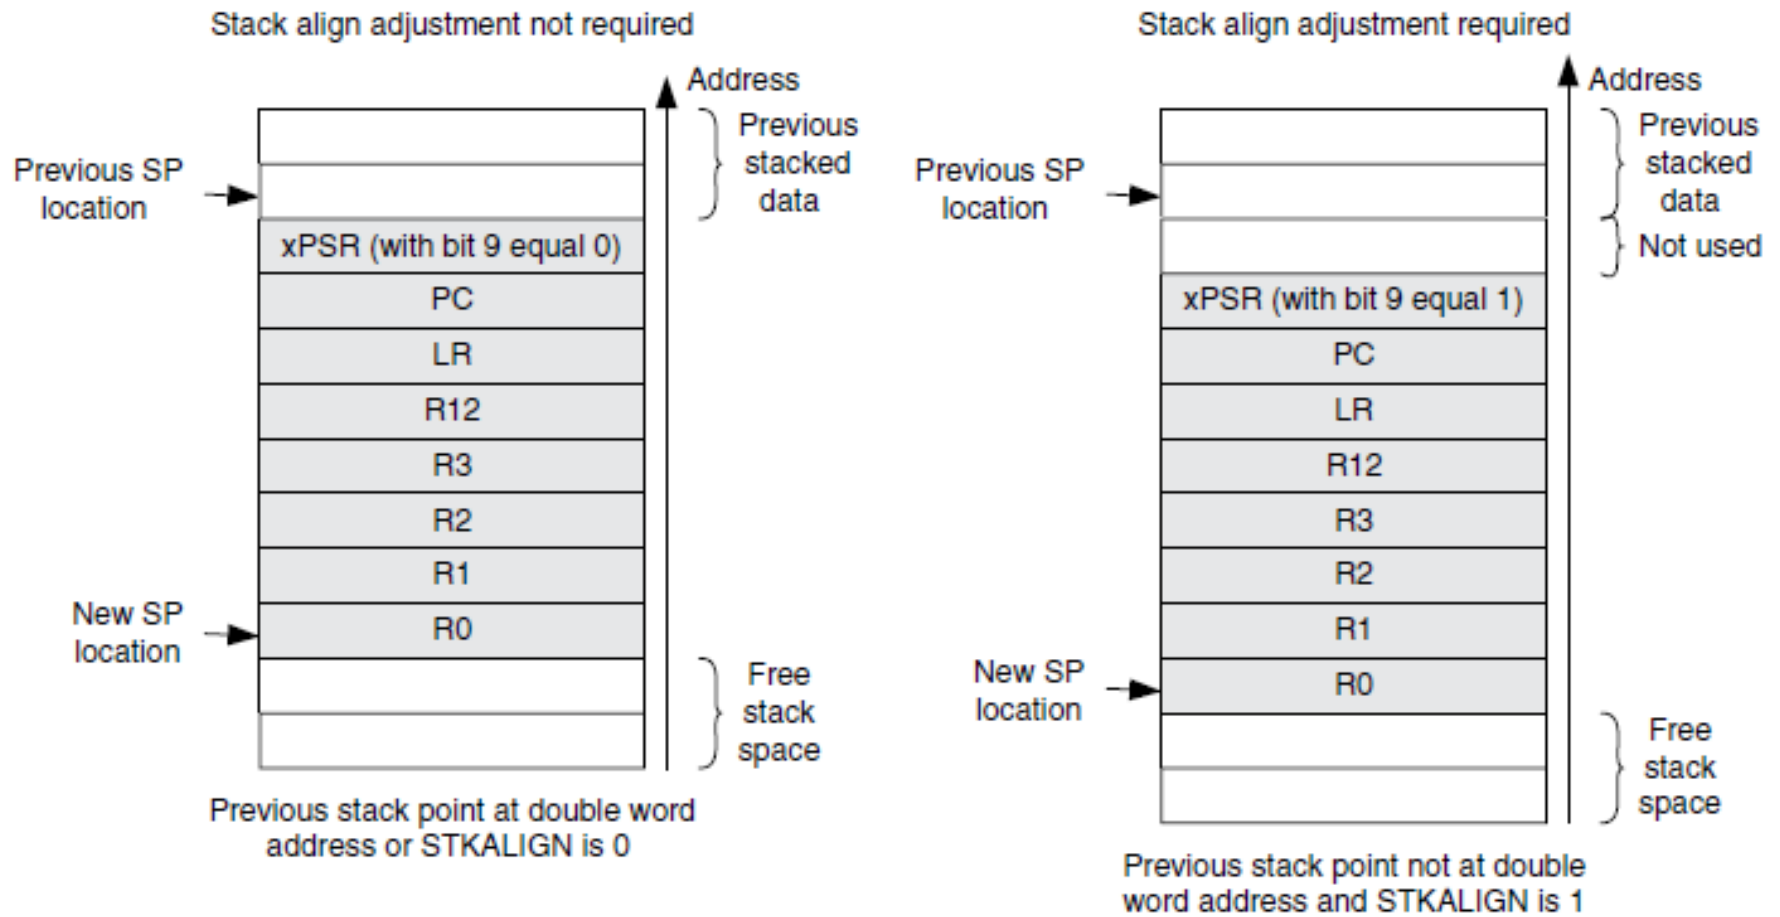 Stack align adjustment not required
Address
Previous
stacked
data
Previous SP
location
xPSR (with bit 9 equal 0)
PC
LR
R12
R3
R2
R1
R0
New SP
location
Free
stack
space
Previous stack point at double word
address or STKALIGN is 0
Stack align adjustment required
Address
Previous
stacked
data
Previous SP
location
Not used
xPSR (with bit 9 equal 1)
PC
LR
R12
R3
R2
R1
R0
New SP
location
Free
stack
space
Previous stack point not at double
word address and STKALIGN is 1